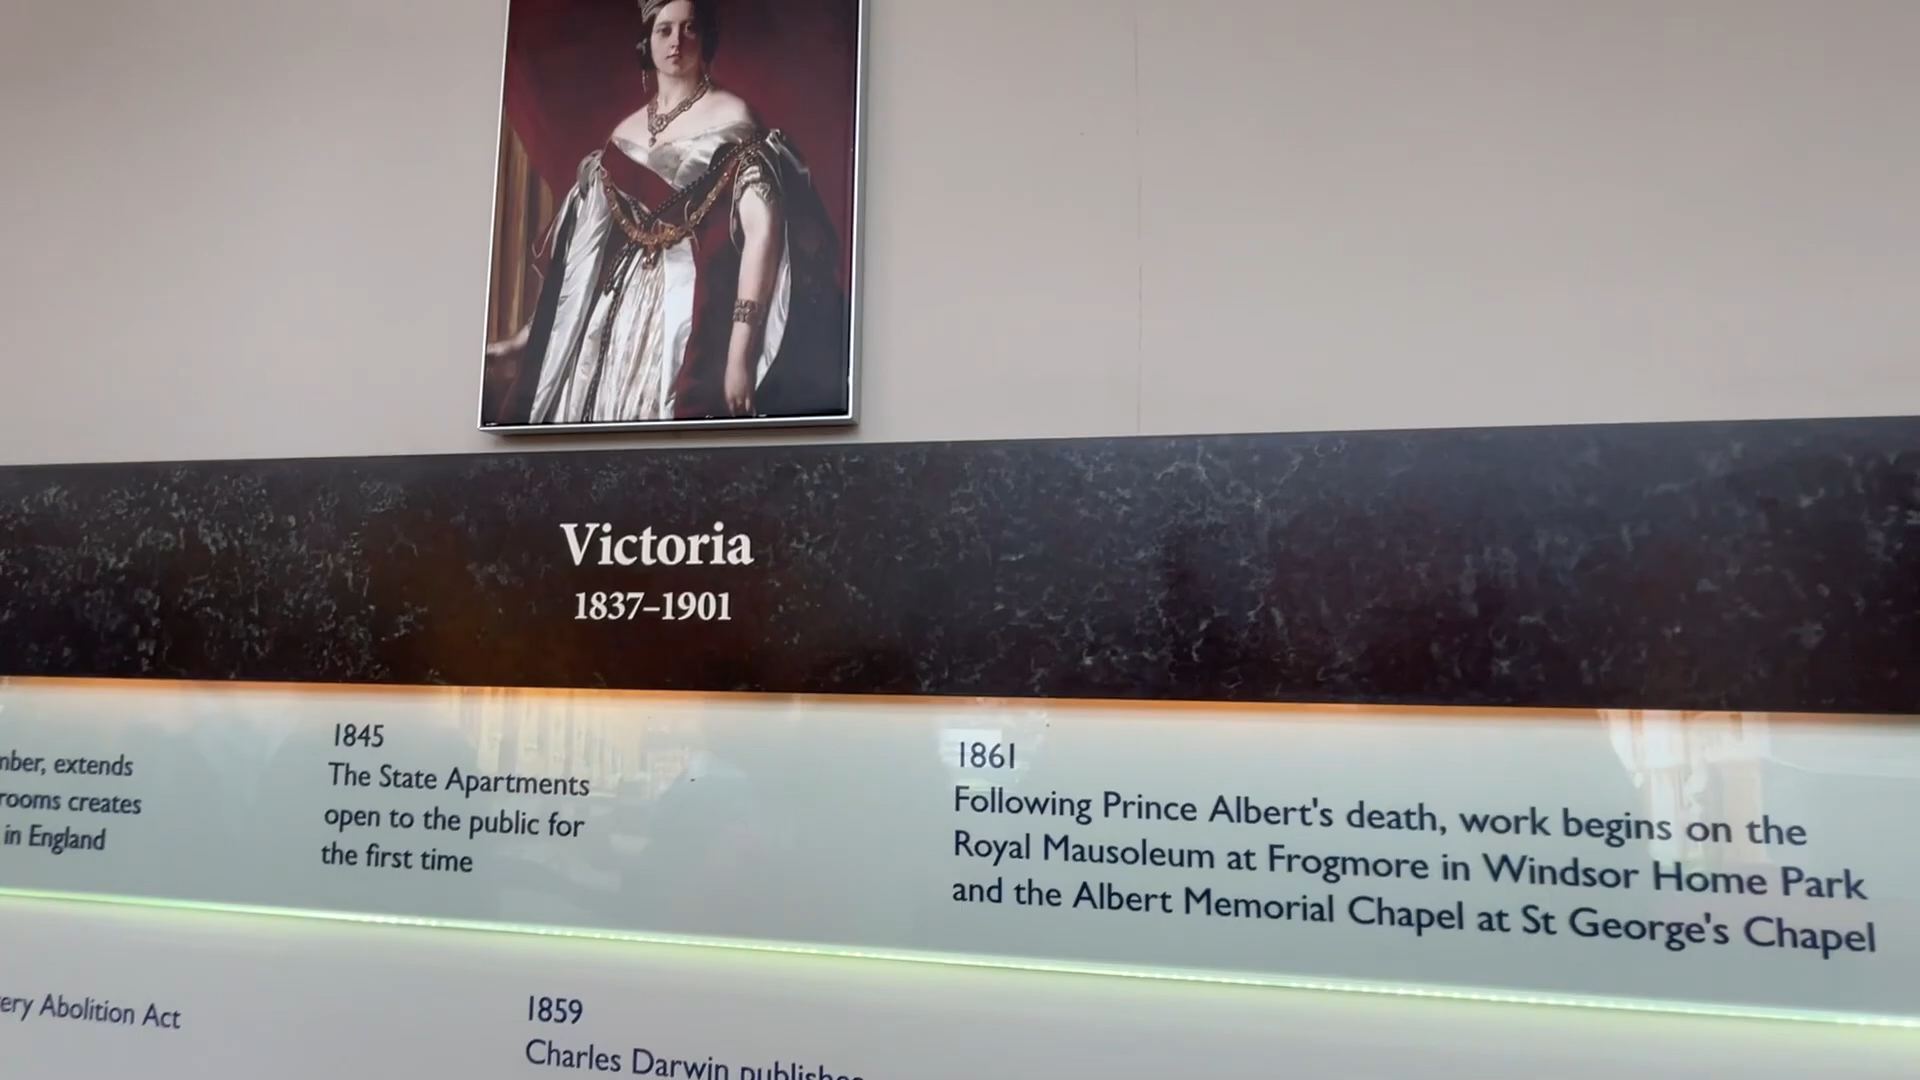 Victoria
1837–1901
extends
rooms creates
in England
1845
The State Apartments
open to the public for
the first time
1861
Following Prince Albert's death, work begins on the
Royal Mausoleum at Frogmore in Windsor Home Park
and the Albert Memorial Chapel at St George's Chapel
Abolition Act
1859
Charles Darwin